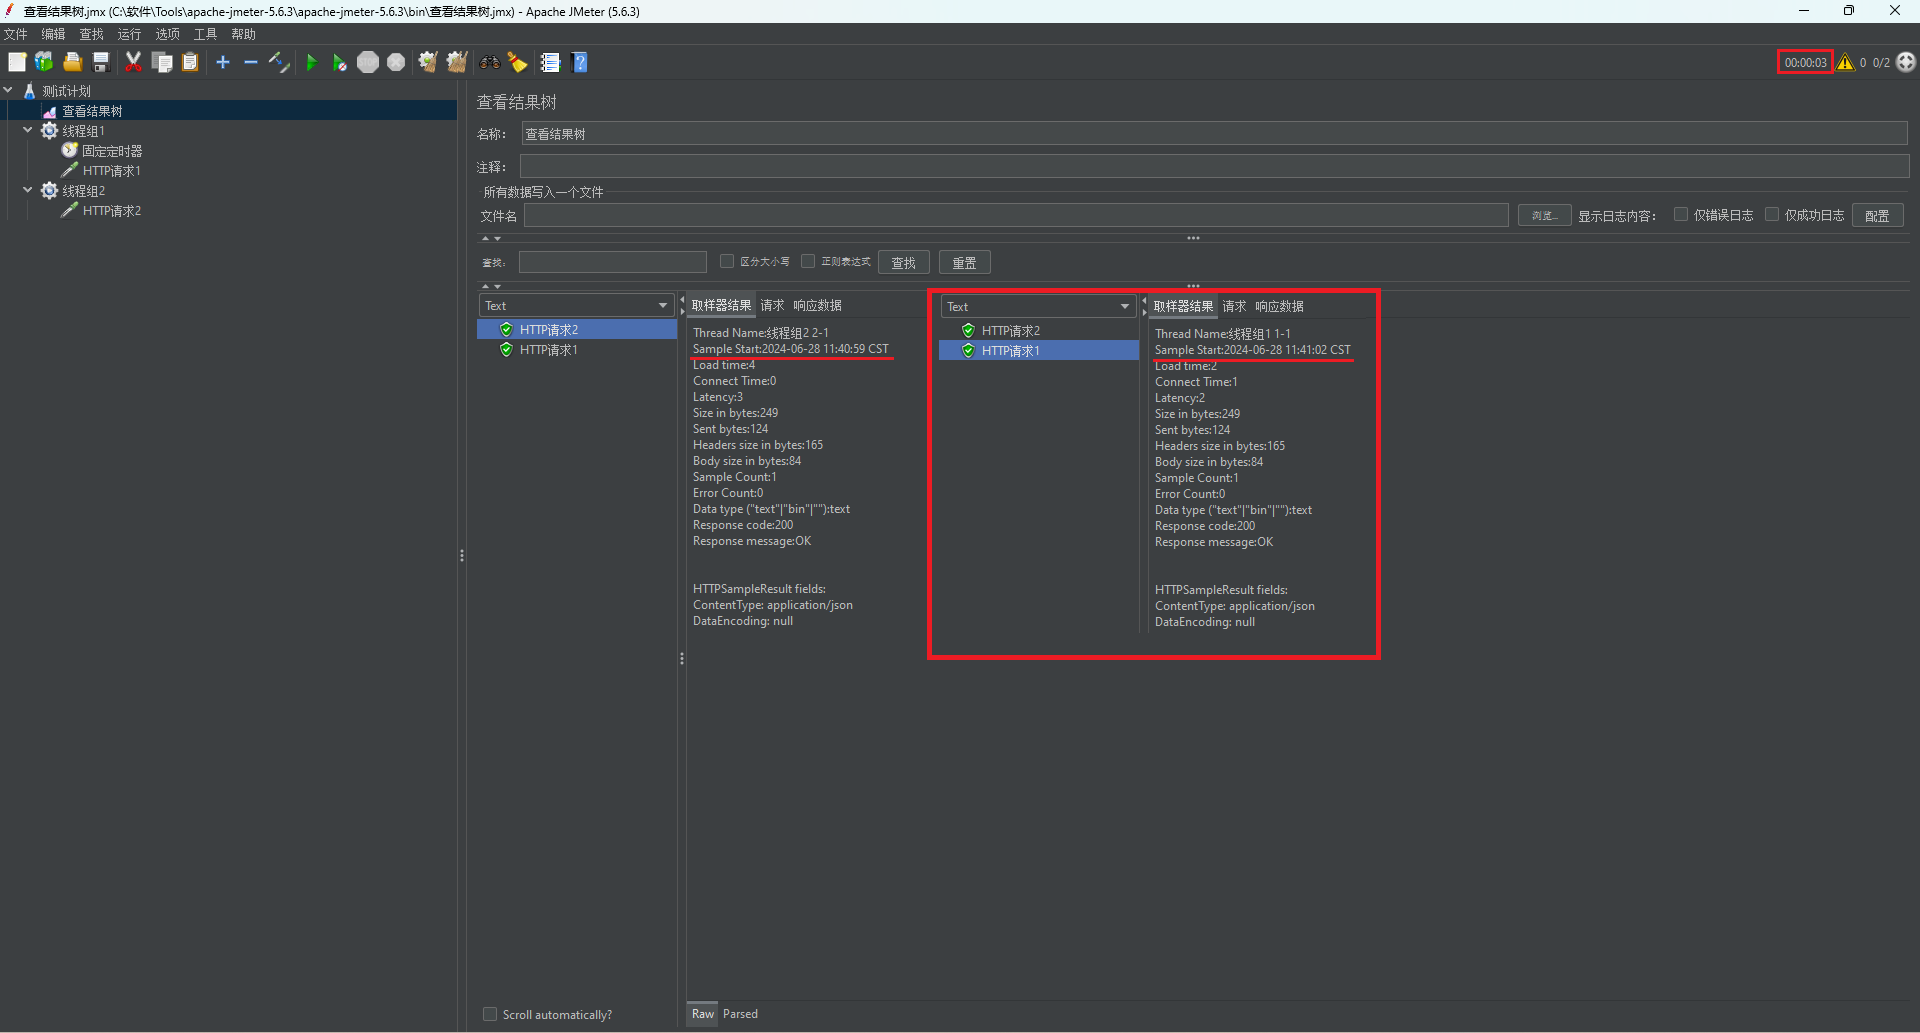 查看结果树.jmx (C:\软件\Tools\apache-jmeter-5.6.3\apache-jmeter-5.6.3\bin\查看结果树.jmx) - Apache JMeter (5.6.3)
文件 编辑 查找 运行 选项 工具 帮助
00:00:03 0 0/2
测试计划
查看结果树
线程组1
固定定时器
HTTP请求1
线程组2
HTTP请求2
查看结果树
名称: 查看结果树
注释:
所有数据写入一个文件
文件名 浏览... 显示日志内容: 仅错误日志 仅成功日志 配置
查找: 区分大小写 正则表达式 查找 重置
Text
HTTP请求2
HTTP请求1
取样器结果 请求 响应数据
Thread Name:线程组2 2-1
Sample Start:2024-06-28 11:40:59 CST
Load time:4
Connect Time:0
Latency:3
Size in bytes:249
Sent bytes:124
Headers size in bytes:165
Body size in bytes:84
Sample Count:1
Error Count:0
Data type ("text"|"bin"|""):text
Response code:200
Response message:OK
HTTPSampleResult fields:
ContentType: application/json
DataEncoding: null
Text
HTTP请求2
HTTP请求1
取样器结果 请求 响应数据
Thread Name:线程组1 1-1
Sample Start:2024-06-28 11:41:02 CST
Load time:2
Connect Time:1
Latency:2
Size in bytes:249
Sent bytes:124
Headers size in bytes:165
Body size in bytes:84
Sample Count:1
Error Count:0
Data type ("text"|"bin"|""):text
Response code:200
Response message:OK
HTTPSampleResult fields:
ContentType: application/json
DataEncoding: null
Scroll automatically?
Raw Parsed